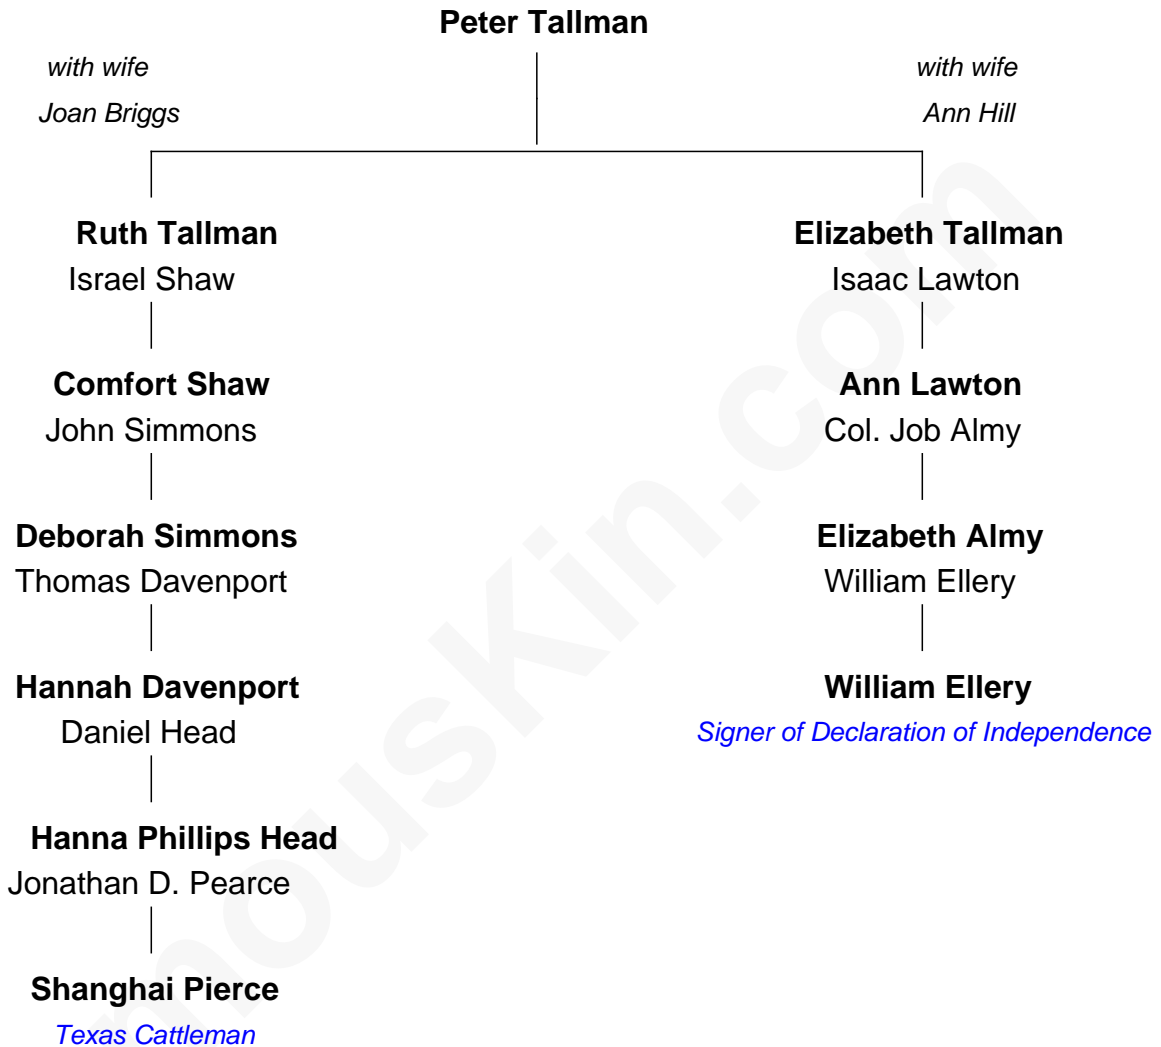 Peter Tallman
with wife
Joan Briggs
with wife
Ann Hill
Ruth Tallman
Israel Shaw
Elizabeth Tallman
Isaac Lawton
Comfort Shaw
John Simmons
Ann Lawton
Col. Job Almy
Deborah Simmons
Thomas Davenport
Elizabeth Almy
William Ellery
Hannah Davenport
Daniel Head
William Ellery
Signer of Declaration of Independence
Hanna Phillips Head
Jonathan D. Pearce
Shanghai Pierce
Texas Cattleman
mousKin.com